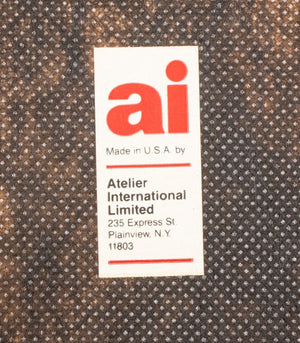 ai
Made in U.S.A. by
Atelier
International
Limited
235 Express St.
Plainview, N.Y.
11803